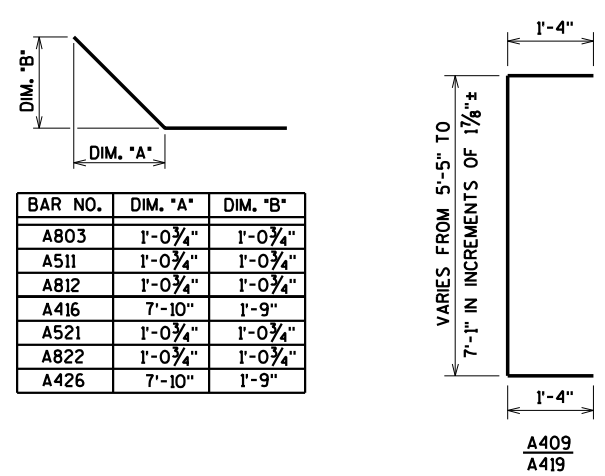 DIM. "B"
DIM. "A"
BAR NO. DIM. "A" DIM. "B"
A803 1'-0¾" 1'-0¾"
A511 1'-0¾" 1'-0¾"
A812 1'-0¾" 1'-0¾"
A416 7'-10" 1'-9"
A521 1'-0¾" 1'-0¾"
A822 1'-0¾" 1'-0¾"
A426 7'-10" 1'-9"
1'-4"
VARIES FROM 5'-5" TO
7'-1" IN INCREMENTS OF 1⅞"±
1'-4"
A409
A419